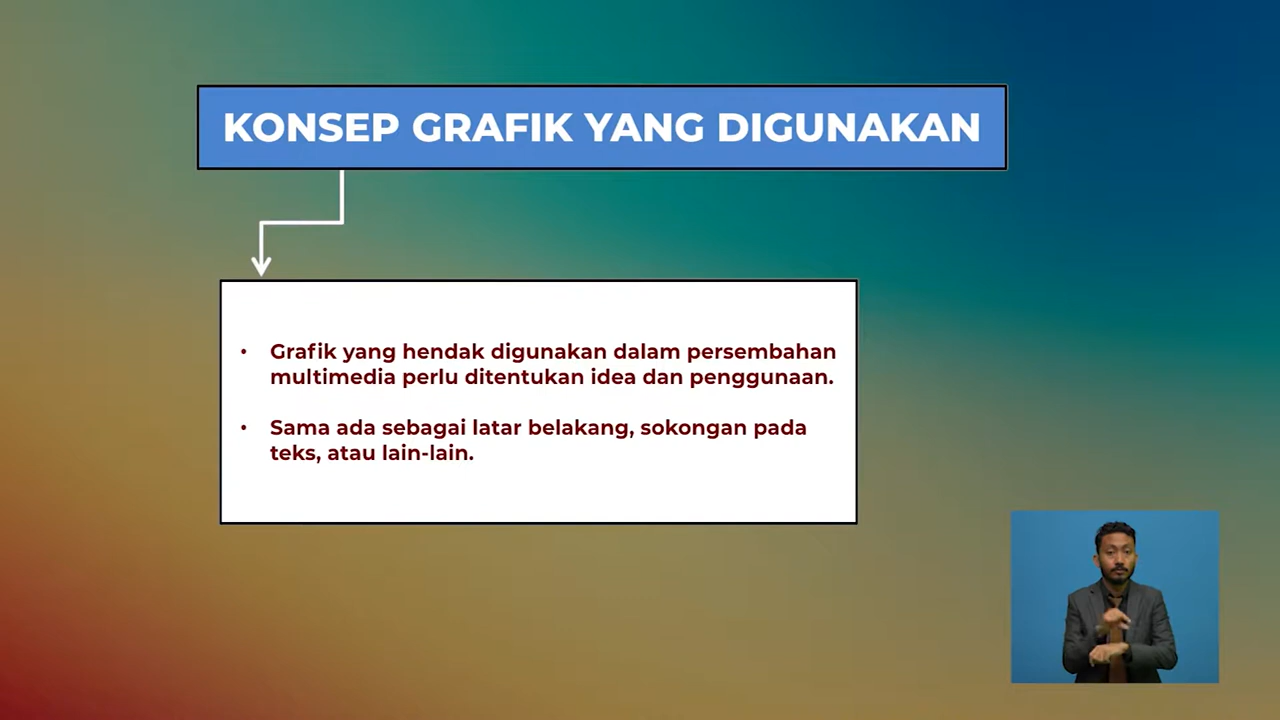 KONSEP GRAFIK YANG DIGUNAKAN
• Grafik yang hendak digunakan dalam persembahan
multimedia perlu ditentukan idea dan penggunaan.
• Sama ada sebagai latar belakang, sokongan pada
teks, atau lain-lain.